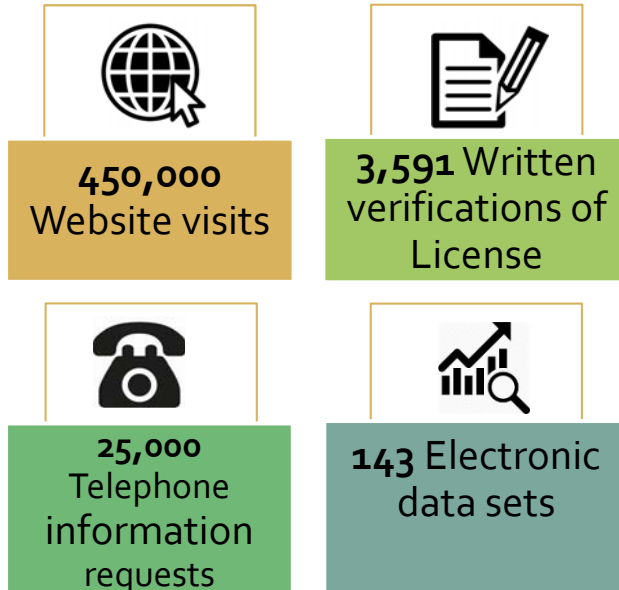 450,000
Website visits
3,591 Written
verifications of
License
25,000
Telephone
information
requests
143 Electronic
data sets